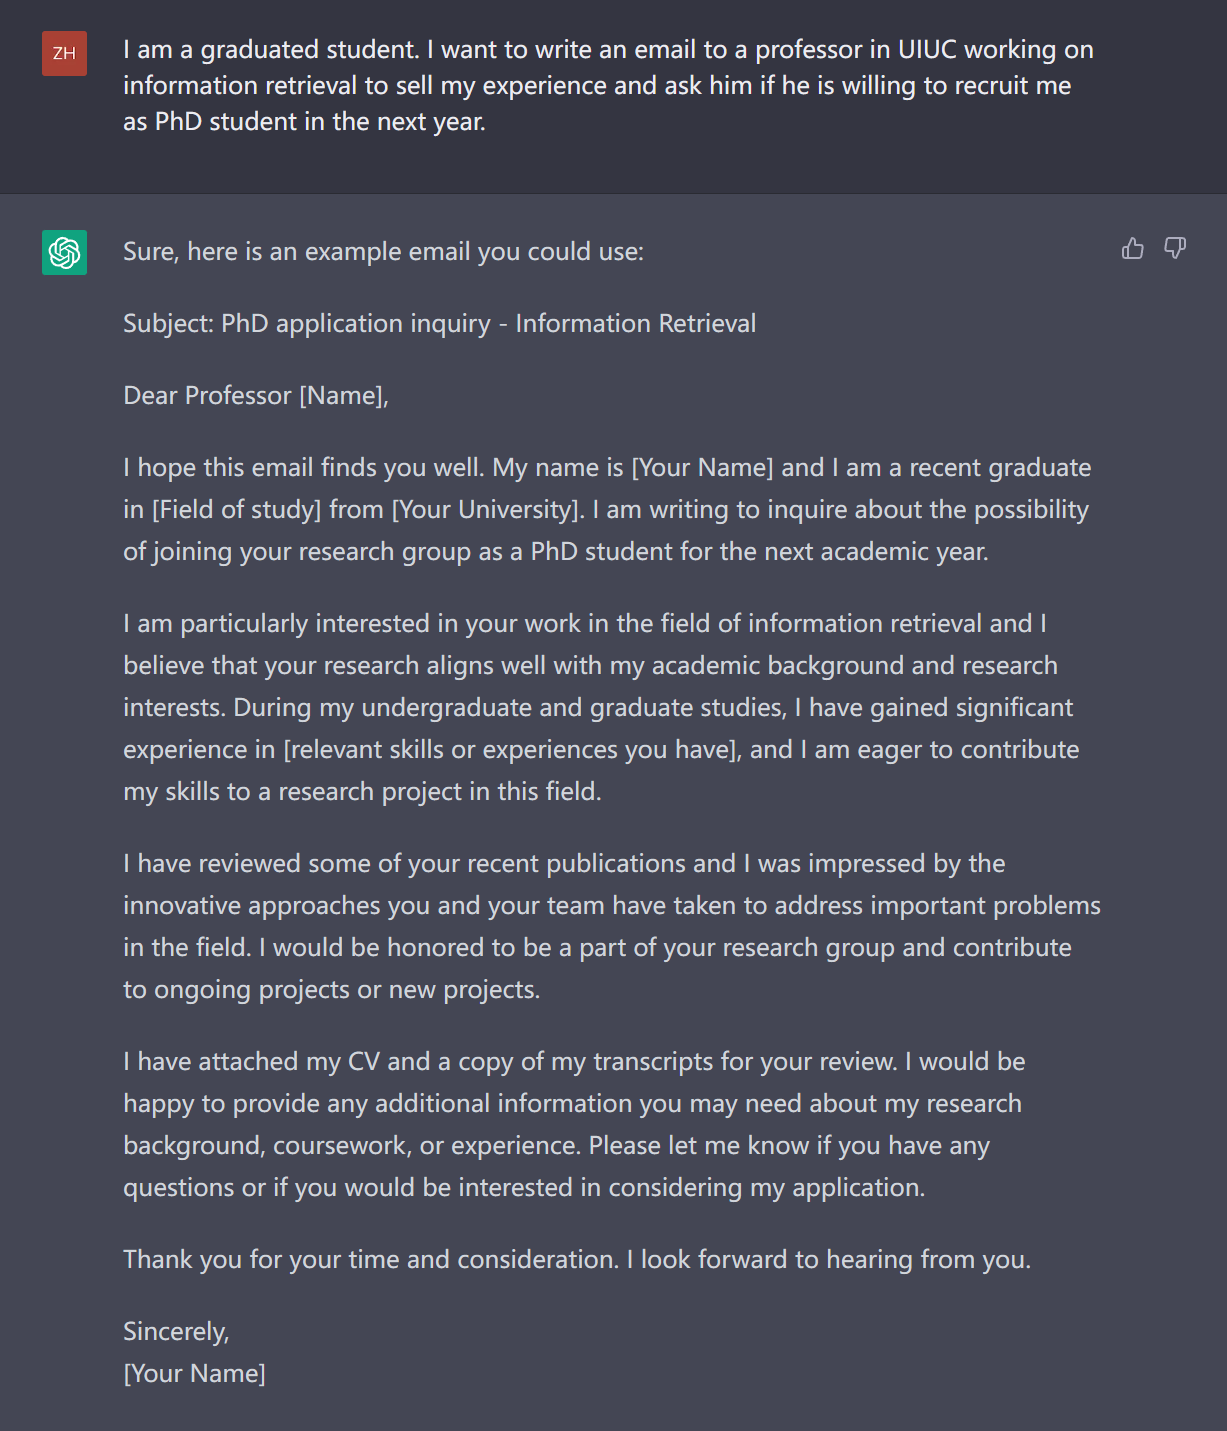 ZH
I am a graduated student. I want to write an email to a professor in UIUC working on
information retrieval to sell my experience and ask him if he is willing to recruit me
as PhD student in the next year.
Sure, here is an example email you could use:
Subject: PhD application inquiry - Information Retrieval
Dear Professor [Name],
I hope this email finds you well. My name is [Your Name] and I am a recent graduate
in [Field of study] from [Your University]. I am writing to inquire about the possibility
of joining your research group as a PhD student for the next academic year.
I am particularly interested in your work in the field of information retrieval and I
believe that your research aligns well with my academic background and research
interests. During my undergraduate and graduate studies, I have gained significant
experience in [relevant skills or experiences you have], and I am eager to contribute
my skills to a research project in this field.
I have reviewed some of your recent publications and I was impressed by the
innovative approaches you and your team have taken to address important problems
in the field. I would be honored to be a part of your research group and contribute
to ongoing projects or new projects.
I have attached my CV and a copy of my transcripts for your review. I would be
happy to provide any additional information you may need about my research
background, coursework, or experience. Please let me know if you have any
questions or if you would be interested in considering my application.
Thank you for your time and consideration. I look forward to hearing from you.
Sincerely,
[Your Name]